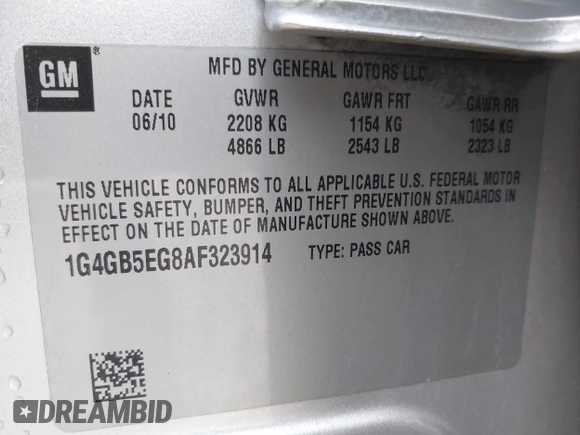 GM
®
MFD BY GENERAL MOTORS LLC
DATE GVWR GAWR FRT GAWR RR
06/10 2208 KG 1154 KG 1054 KG
4866 LB 2543 LB 2323 LB
THIS VEHICLE CONFORMS TO ALL APPLICABLE U.S. FEDERAL MOTOR
VEHICLE SAFETY, BUMPER, AND THEFT PREVENTION STANDARDS IN
EFFECT ON THE DATE OF MANUFACTURE SHOWN ABOVE.
1G4GB5EG8AF323914 TYPE: PASS CAR
DREAMBID